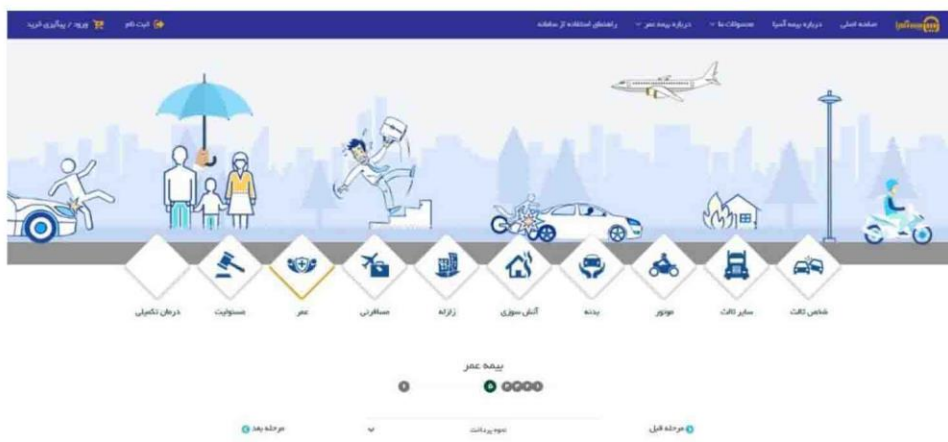 صفحه اصلی درباره بیمه آسیا محصولات ما درباره بیمه عمر راهنمای استفاده از سامانه ثبت نام ورود / پیگیری خرید
شخص ثالث سایر ثالث موتور بدنه آتش سوزی زلزله مسافرتی عمر مسئولیت درمان تکمیلی
بیمه عمر
مرحله قبل نحوه پرداخت مرحله بعد